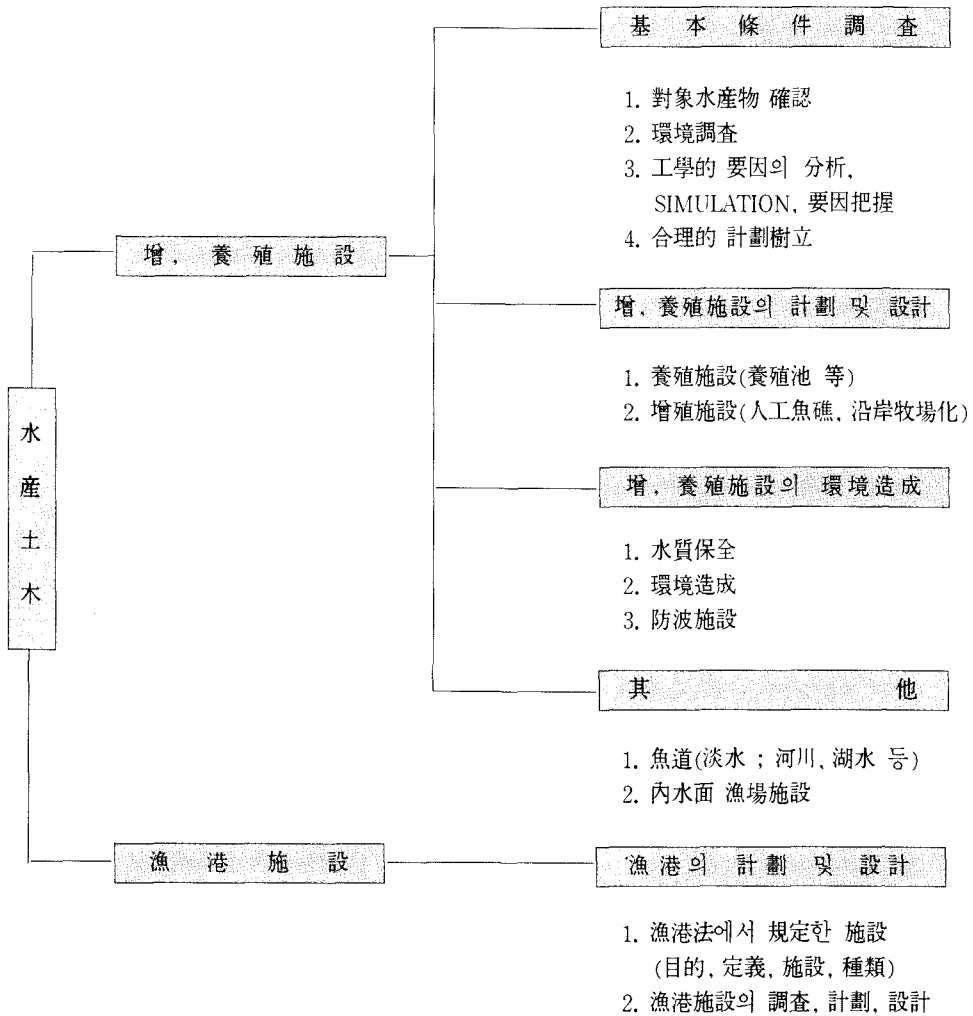 基 本 條 件 調 査
1. 對象水産物 確認
2. 環境調査
3. 工學的 要因의 分析,
SIMULATION, 要因把握
4. 合理的 計劃樹立
增, 養 殖 施 設
增, 養殖施設의 計劃 및 設計
1. 養殖施設(養殖池 等)
2. 增殖施設(人工魚礁, 沿岸牧場化)
水
産
土
木
增, 養殖施設의 環境造成
1. 水質保全
2. 環境造成
3. 防波施設
其 他
1. 魚道(淡水 ; 河川, 湖水 등)
2. 內水面 漁場施設
漁 港 施 設
漁港의 計劃 및 設計
1. 漁港法에서 規定한 施設
(目的, 定義, 施設, 種類)
2. 漁港施設의 調査, 計劃, 設計